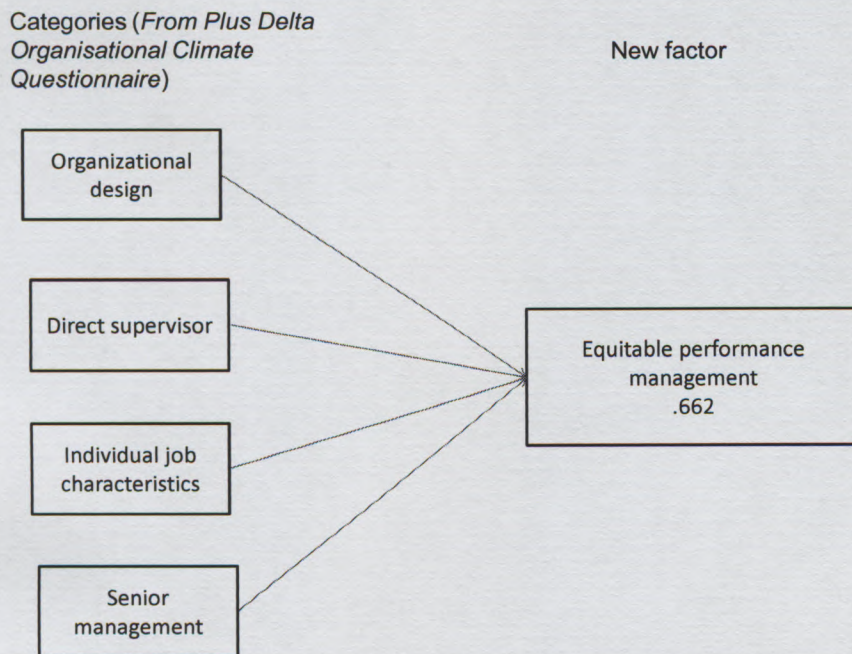 Categories (From Plus Delta
Organisational Climate
Questionnaire)
New factor
Organizational
design
Direct supervisor
Equitable performance
management
.662
Individual job
characteristics
Senior
management